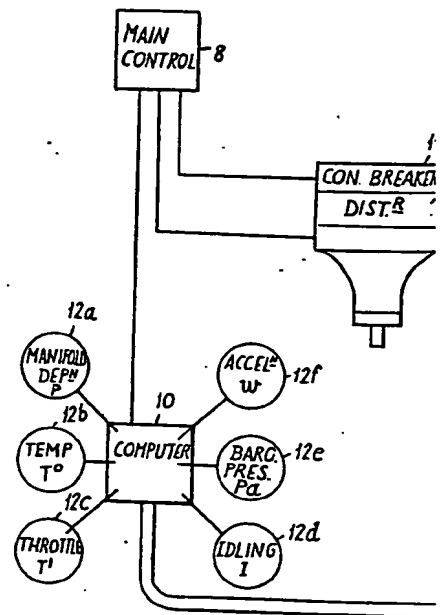 MAIN
CONTROL
8
CON. BREAKER
DIST.R
12a
MANIFOLD
DEPN
P
ACCELN
W
12f
12b
10
TEMP
T°
COMPUTER
BARO.
PRES.
Pa
12e
12c
THROTTLE
T'
IDLING
I
12d